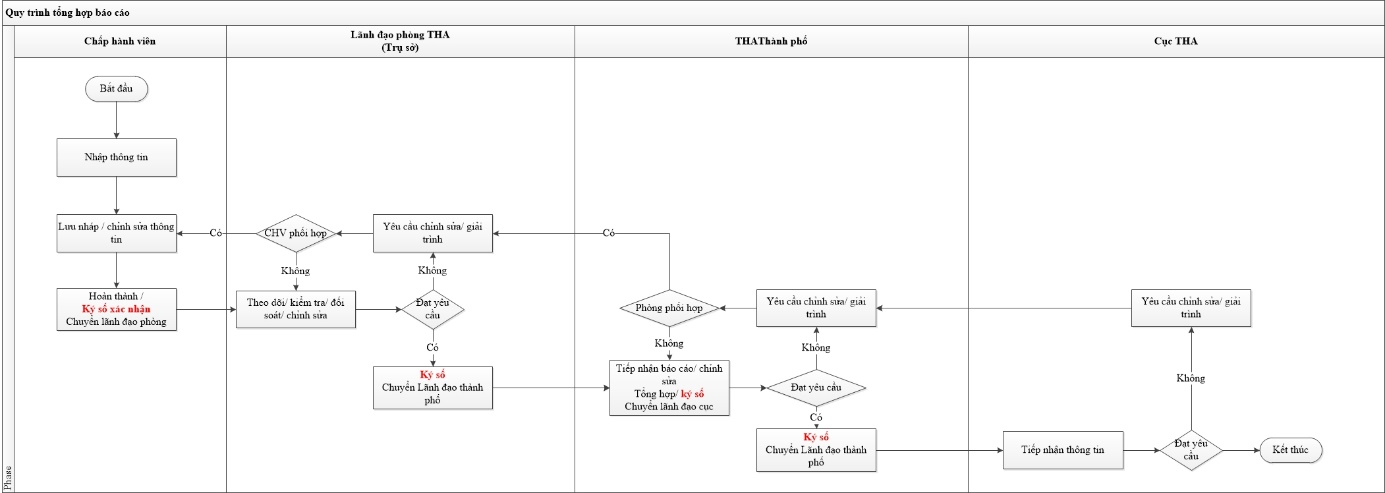 Quy trình tổng hợp báo cáo
Chấp hành viên
Lãnh đạo phòng THA
(Trụ sở)
THAThành phố
Cục THA
Bắt đầu
Nhập thông tin
Lưu nháp / chỉnh sửa thông
tin
Hoàn thành /
Ký số xác nhận
Chuyển lãnh đạo phòng
Có
CHV phối hợp
Không
Yêu cầu chỉnh sửa/ giải
trình
Không
Theo dõi/ kiểm tra/ đối
soát/ chỉnh sửa
Đạt yêu
cầu
Có
Ký số
Chuyển Lãnh đạo thành
phố
Có
Phòng phối hợp
Không
Yêu cầu chỉnh sửa/ giải
trình
Không
Tiếp nhận báo cáo/ chỉnh
sửa
Tổng hợp/ ký số
Chuyển lãnh đạo cục
Đạt yêu cầu
Có
Ký số
Chuyển Lãnh đạo thành
phố
Yêu cầu chỉnh sửa/ giải
trình
Không
Tiếp nhận thông tin
Đạt yêu
cầu
Kết thúc
Phase